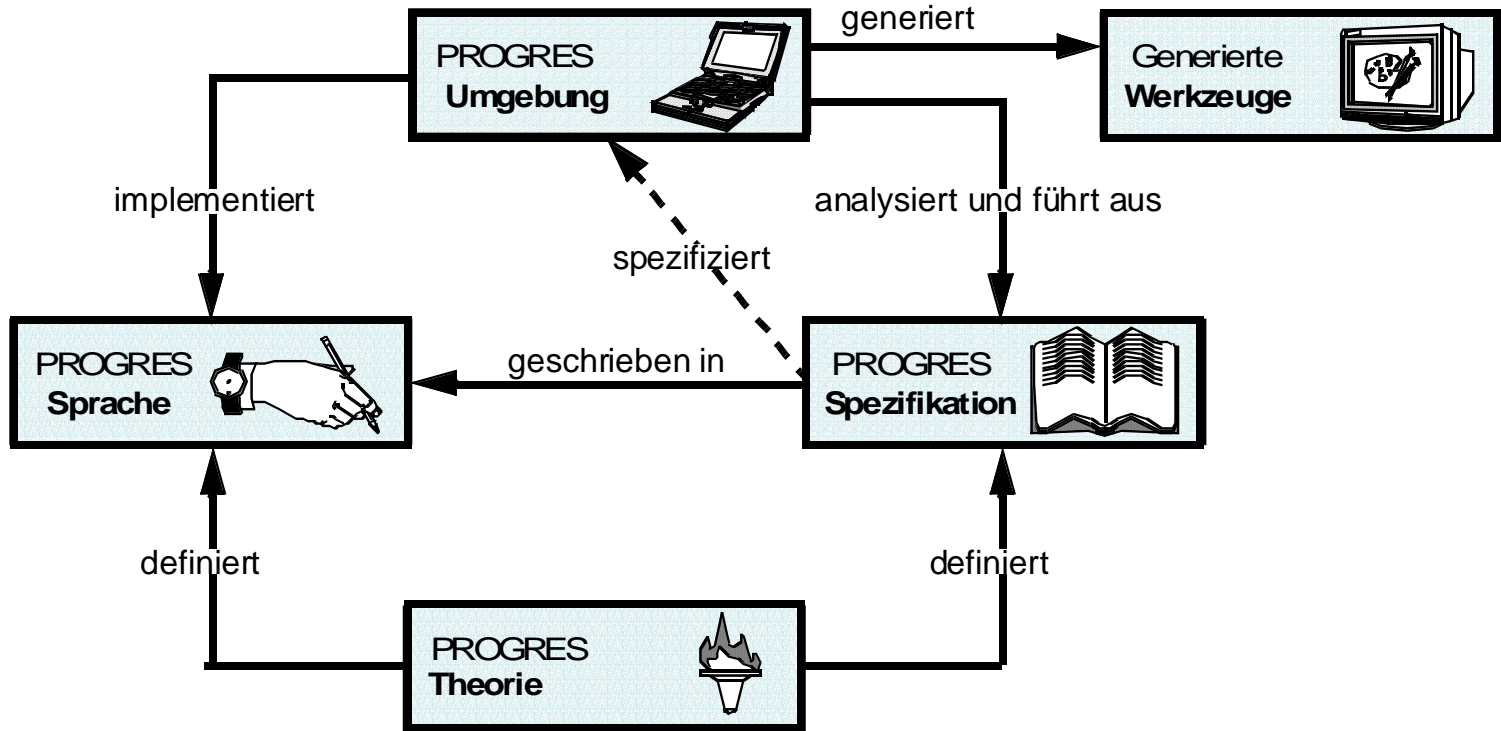 generiert
PROGRES
Umgebung
Generierte
Werkzeuge
implementiert
analysiert und führt aus
spezifiziert
PROGRES
Sprache
geschrieben in
PROGRES
Spezifikation
definiert
definiert
PROGRES
Theorie